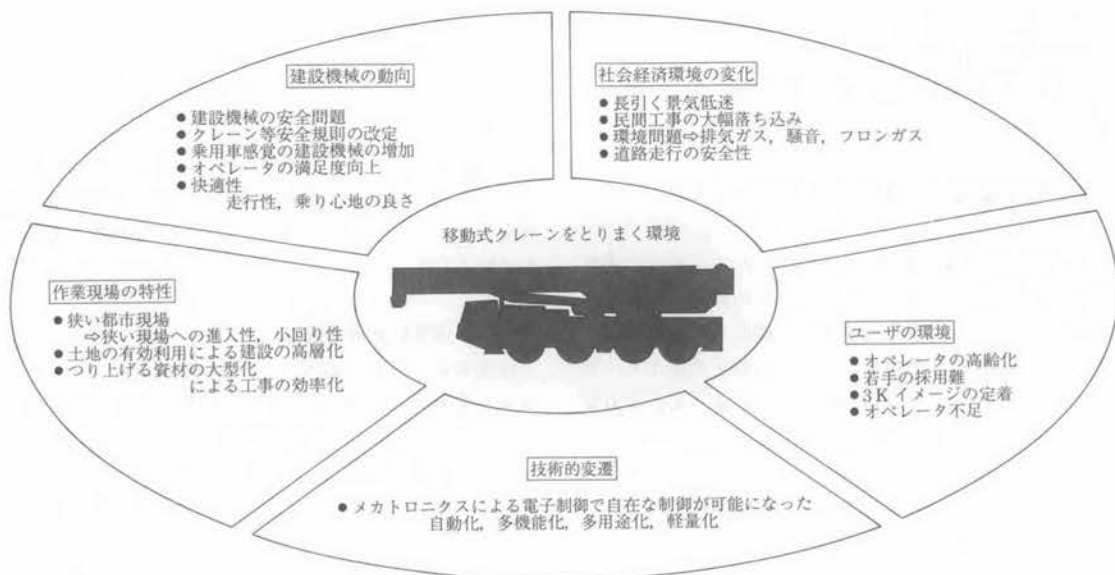 建設機械の動向
● 建設機械の安全問題
● クレーン等安全規則の改定
● 乗用車感覚の建設機械の増加
● オペレータの満足度向上
● 快適性
走行性，乗り心地の良さ
社会経済環境の変化
● 長引く景気低迷
● 民間工事の大幅落ち込み
● 環境問題⇨排気ガス，騒音，フロンガス
● 道路走行の安全性
移動式クレーンをとりまく環境
作業現場の特性
● 狭い都市現場
⇨狭い現場への進入性，小回り性
● 土地の有効利用による建設の高層化
● つり上げる資材の大型化
による工事の効率化
ユーザの環境
● オペレータの高齢化
● 若手の採用難
● 3Kイメージの定着
● オペレータ不足
技術的変遷
● メカトロニクスによる電子制御で自在な制御が可能になった
自動化，多機能化，多用途化，軽量化